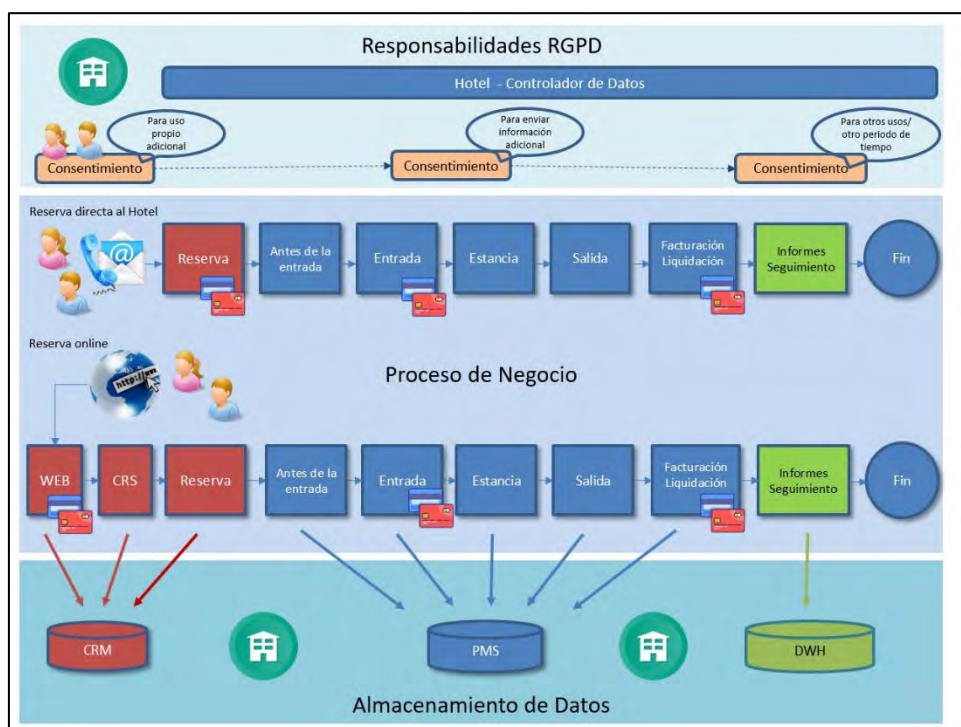 Responsabilidades RGPD
Hotel - Controlador de Datos
Para uso
propio
adicional
Para enviar
información
adicional
Para otros usos/
otro periodo de
tiempo
Consentimiento
Consentimiento
Consentimiento
Reserva directa al Hotel
@
Reserva
Antes de la
entrada
Entrada
Estancia
Salida
Facturación
Liquidación
Informes
Seguimiento
Fin
Reserva online
http://www
Proceso de Negocio
WEB
CRS
Reserva
Antes de la
entrada
Entrada
Estancia
Salida
Facturación
Liquidación
Informes
Seguimiento
Fin
CRM
PMS
DWH
Almacenamiento de Datos